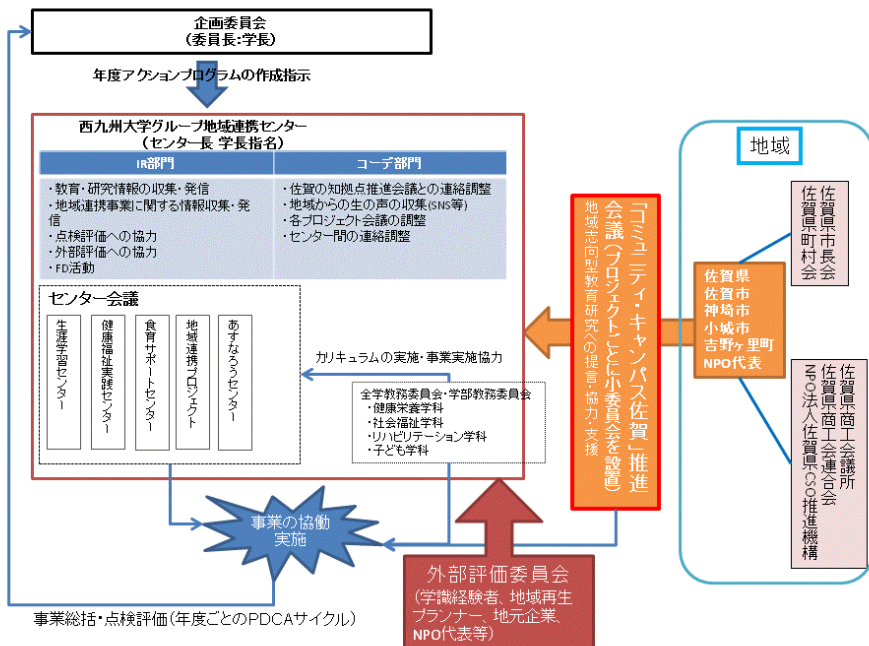 企画委員会
(委員長:学長)
年度アクションプログラムの作成指示
西九州大学グループ地域連携センター
(センター長 学長指名)
IR部門
・教育・研究情報の収集・発信
・地域連携事業に関する情報収集・発
信
・点検評価への協力
・外部評価への協力
・FD活動
コーデ部門
・佐賀の知拠点推進会議との連絡調整
・地域からの生の声の収集(SNS等)
・各プロジェクト会議の調整
・センター間の連絡調整
センター会議
生涯学習センター
健康福祉実践センター
食育サポートセンター
地域連携プロジェクト
あすなろうセンター
カリキュラムの実施・事業実施協力
全学教務委員会・学部教務委員会
・健康栄養学科
・社会福祉学科
・リハビリテーション学科
・子ども学科
事業の協働
実施
事業総括・点検評価(年度ごとのPDCAサイクル)
外部評価委員会
(学識経験者、地域再生
プランナー、地元企業、
NPO代表等)
「コミュニティ・キャンパス佐賀」推進
会議(プロジェクトごとに小委員会を設置)
地域志向型教育研究への提言・協力・支援
地域
佐賀県
佐賀市
神埼市
小城市
吉野ヶ里町
NPO代表
佐賀県市長会
佐賀県町村会
佐賀県商工会議所
佐賀県商工会連合会
NPO法人佐賀県CSO推進機構